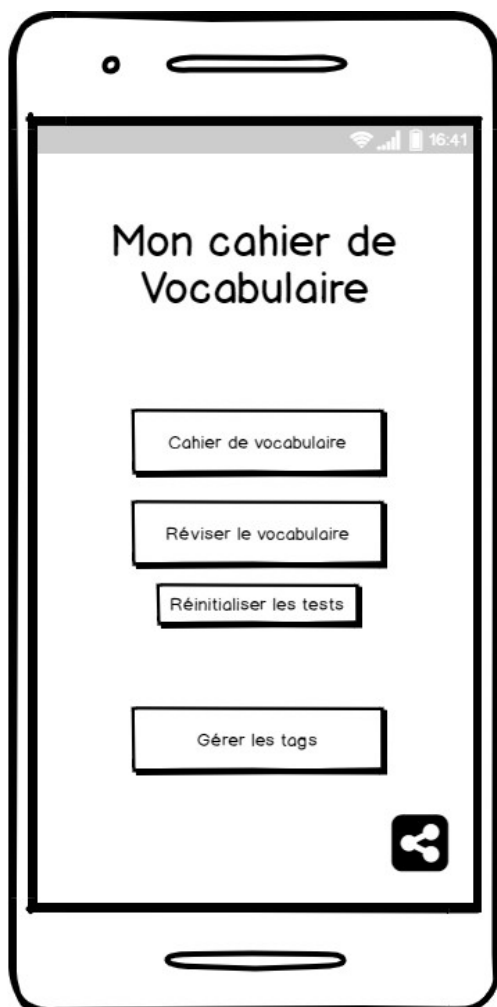 16:41
Mon cahier de
Vocabulaire
Cahier de vocabulaire
Réviser le vocabulaire
Réinitialiser les tests
Gérer les tags